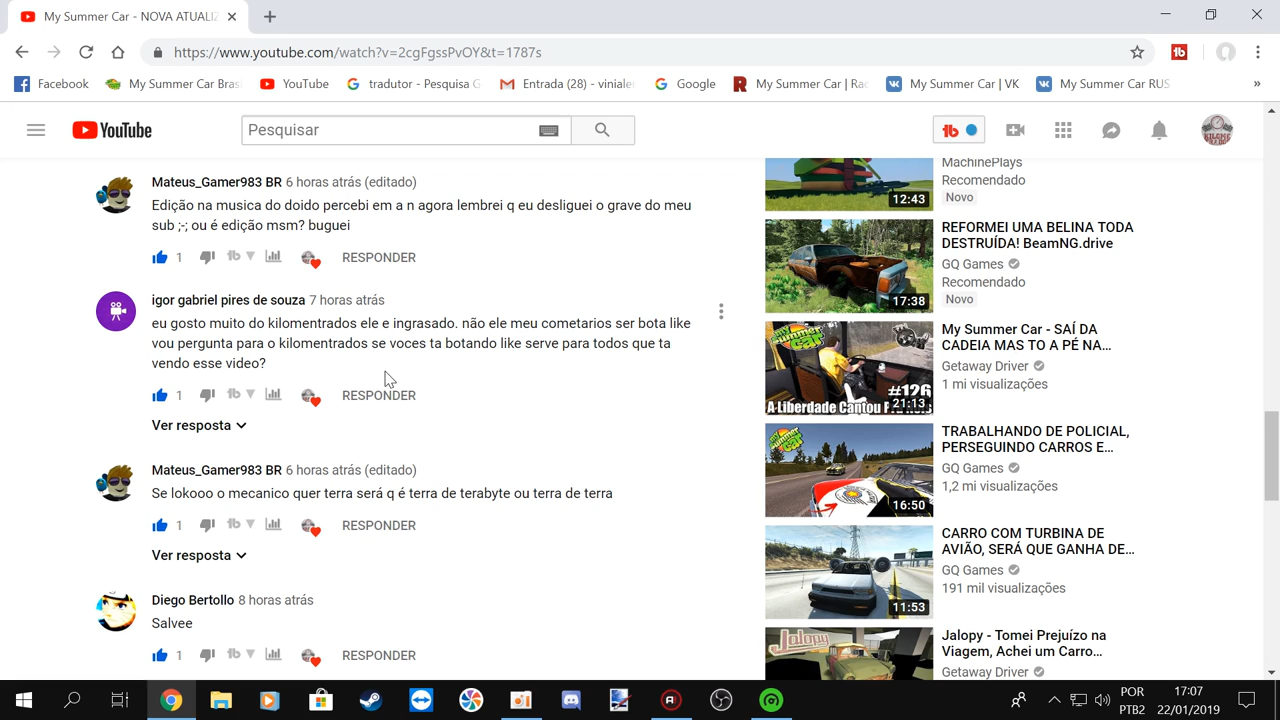 My Summer Car - NOVA ATUALIZ
https://www.youtube.com/watch?v=2cgFgssPvOY&t=1787s
Facebook
My Summer Car Bras
YouTube
tradutor - Pesquisa G
Entrada (28) - vinialer
Google
My Summer Car | Rac
My Summer Car | VK
My Summer Car RUS
»
YouTube
Pesquisar
Mateus_Gamer983 BR 6 horas atrás (editado)
Edição na musica do doido percebi em a n agora lembrei q eu desliguei o grave do meu
sub ;-; ou é edição msm? buguei
1
RESPONDER
igor gabriel pires de souza 7 horas atrás
eu gosto muito do kilomentrados ele e ingrasado. não ele meu cometarios ser bota like
vou pergunta para o kilomentrados se voces ta botando like serve para todos que ta
vendo esse video?
1
RESPONDER
Ver resposta
Mateus_Gamer983 BR 6 horas atrás (editado)
Se lokooo o mecanico quer terra será q é terra de terabyte ou terra de terra
1
RESPONDER
Ver resposta
Diego Bertollo 8 horas atrás
Salvee
1
RESPONDER
MachinePlays
Recomendado
Novo
12:43
REFORMEI UMA BELINA TODA
DESTRUÍDA! BeamNG.drive
GQ Games
Recomendado
Novo
17:38
My Summer Car - SAÍ DA
CADEIA MAS TO A PÉ NA...
Getaway Driver
1 mi visualizações
my summer car
#126
21:13
TRABALHANDO DE POLICIAL,
PERSEGUINDO CARROS E...
GQ Games
1,2 mi visualizações
my summer car
16:50
CARRO COM TURBINA DE
AVIÃO, SERÁ QUE GANHA DE...
GQ Games
191 mil visualizações
11:53
Jalopy - Tomei Prejuízo na
Viagem, Achei um Carro...
Getaway Driver
Jalopy
POR
PTB2
17:07
22/01/2019